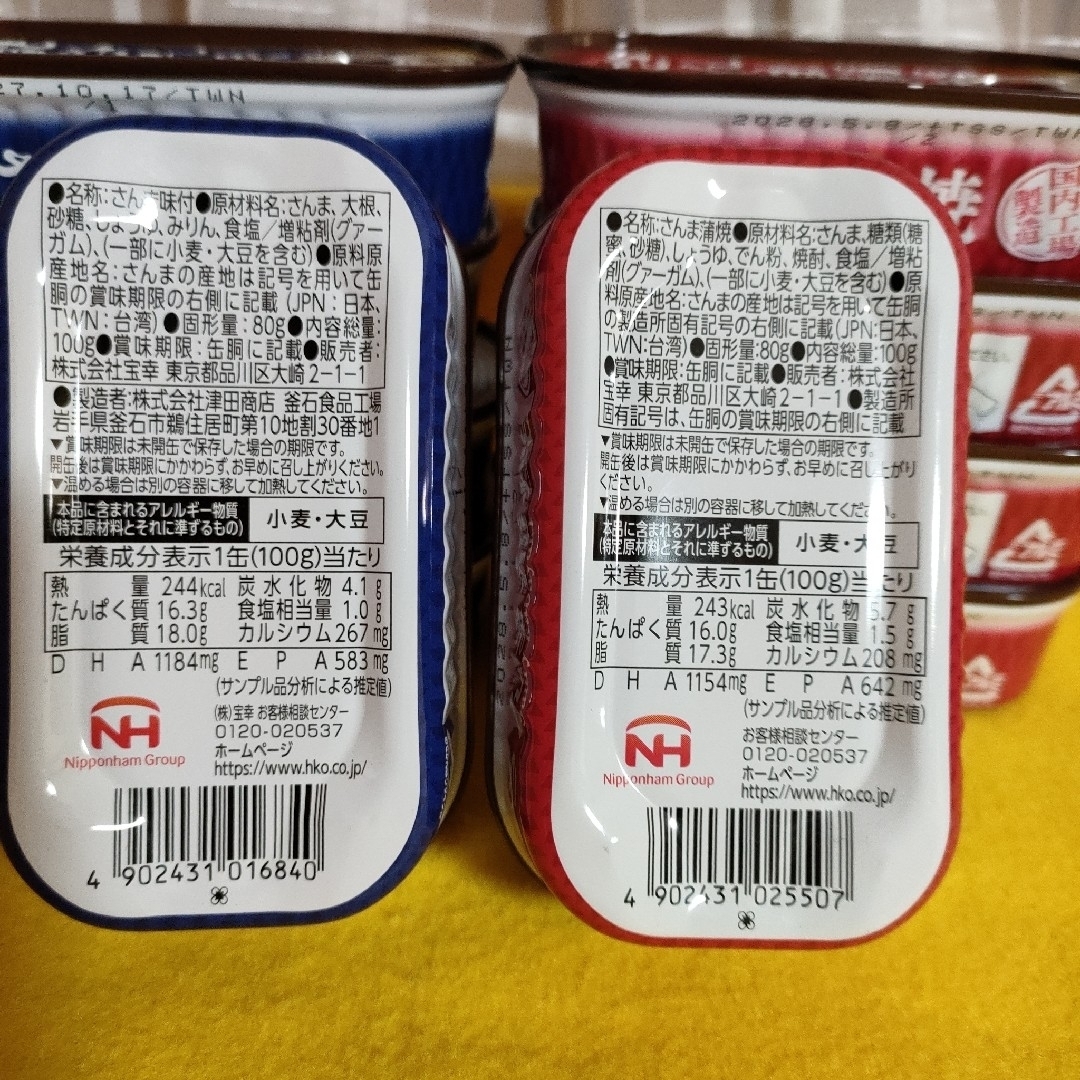 27.10.17/TWN
2028.5.8/tTSS/TWN
焼
国内工場
製造
●名称:さんま味付●原材料名:さんま、大根、
砂糖、しょうゆ、みりん、食塩／増粘剤(グァー
ガム)、(一部に小麦・大豆を含む)●原料原
産地名:さんまの産地は記号を用いて缶
胴の賞味期限の右側に記載(JPN:日本、
TWN:台湾)●固形量:80g●内容総量:
100g●賞味期限:缶胴に記載●販売者:
株式会社宝幸 東京都品川区大崎2-1-1
●製造者:株式会社津田商店 釜石食品工場
岩手県釜石市鵜住居町第10地割30番地1
▼賞味期限は未開缶で保存した場合の期限です。
開缶後は賞味期限にかかわらず、お早めに召し上がりください。
▼温める場合は別の容器に移して加熱してください。
本品に含まれるアレルギー物質
(特定原材料とそれに準ずるもの)
小麦・大豆
栄養成分表示1缶(100g)当たり
熱量 244kcal 炭水化物 4.1g
たんぱく質 16.3g 食塩相当量 1.0g
脂質 18.0g カルシウム 267mg
DHA 1184mg EPA 583mg
(サンプル品分析による推定値)
(株)宝幸 お客様相談センター
0120-020537
ホームページ
https://www.hko.co.jp/
NH
Nipponham Group
4 902431 016840
●名称:さんま蒲焼●原材料名:さんま、糖類(糖
蜜、砂糖)、しょうゆ、でん粉、焼酎、食塩／増粘
剤(グァーガム)、(一部に小麦・大豆を含む)●原
料原産地名:さんまの産地は記号を用いて缶胴
の製造所固有記号の右側に記載(JPN:日本、
TWN:台湾)●固形量:80g●内容総量:100g
●賞味期限:缶胴に記載●販売者:株式会社
宝幸 東京都品川区大崎2-1-1●製造所
固有記号は、缶胴の賞味期限の右側に記載
▼賞味期限は未開缶で保存した場合の期限です。
開缶後は賞味期限にかかわらず、お早めに召し上がり
ください。
▼温める場合は別の容器に移して加熱してください。
本品に含まれるアレルギー物質
(特定原材料とそれに準ずるもの)
小麦・大豆
栄養成分表示1缶(100g)当たり
熱量 243kcal 炭水化物 5.7g
たんぱく質 16.0g 食塩相当量 1.5g
脂質 17.3g カルシウム 208mg
DHA 1154mg EPA 642mg
(サンプル品分析による推定値)
お客様相談センター
0120-020537
ホームページ
https://www.hko.co.jp/
NH
Nipponham Group
4 902431 025507